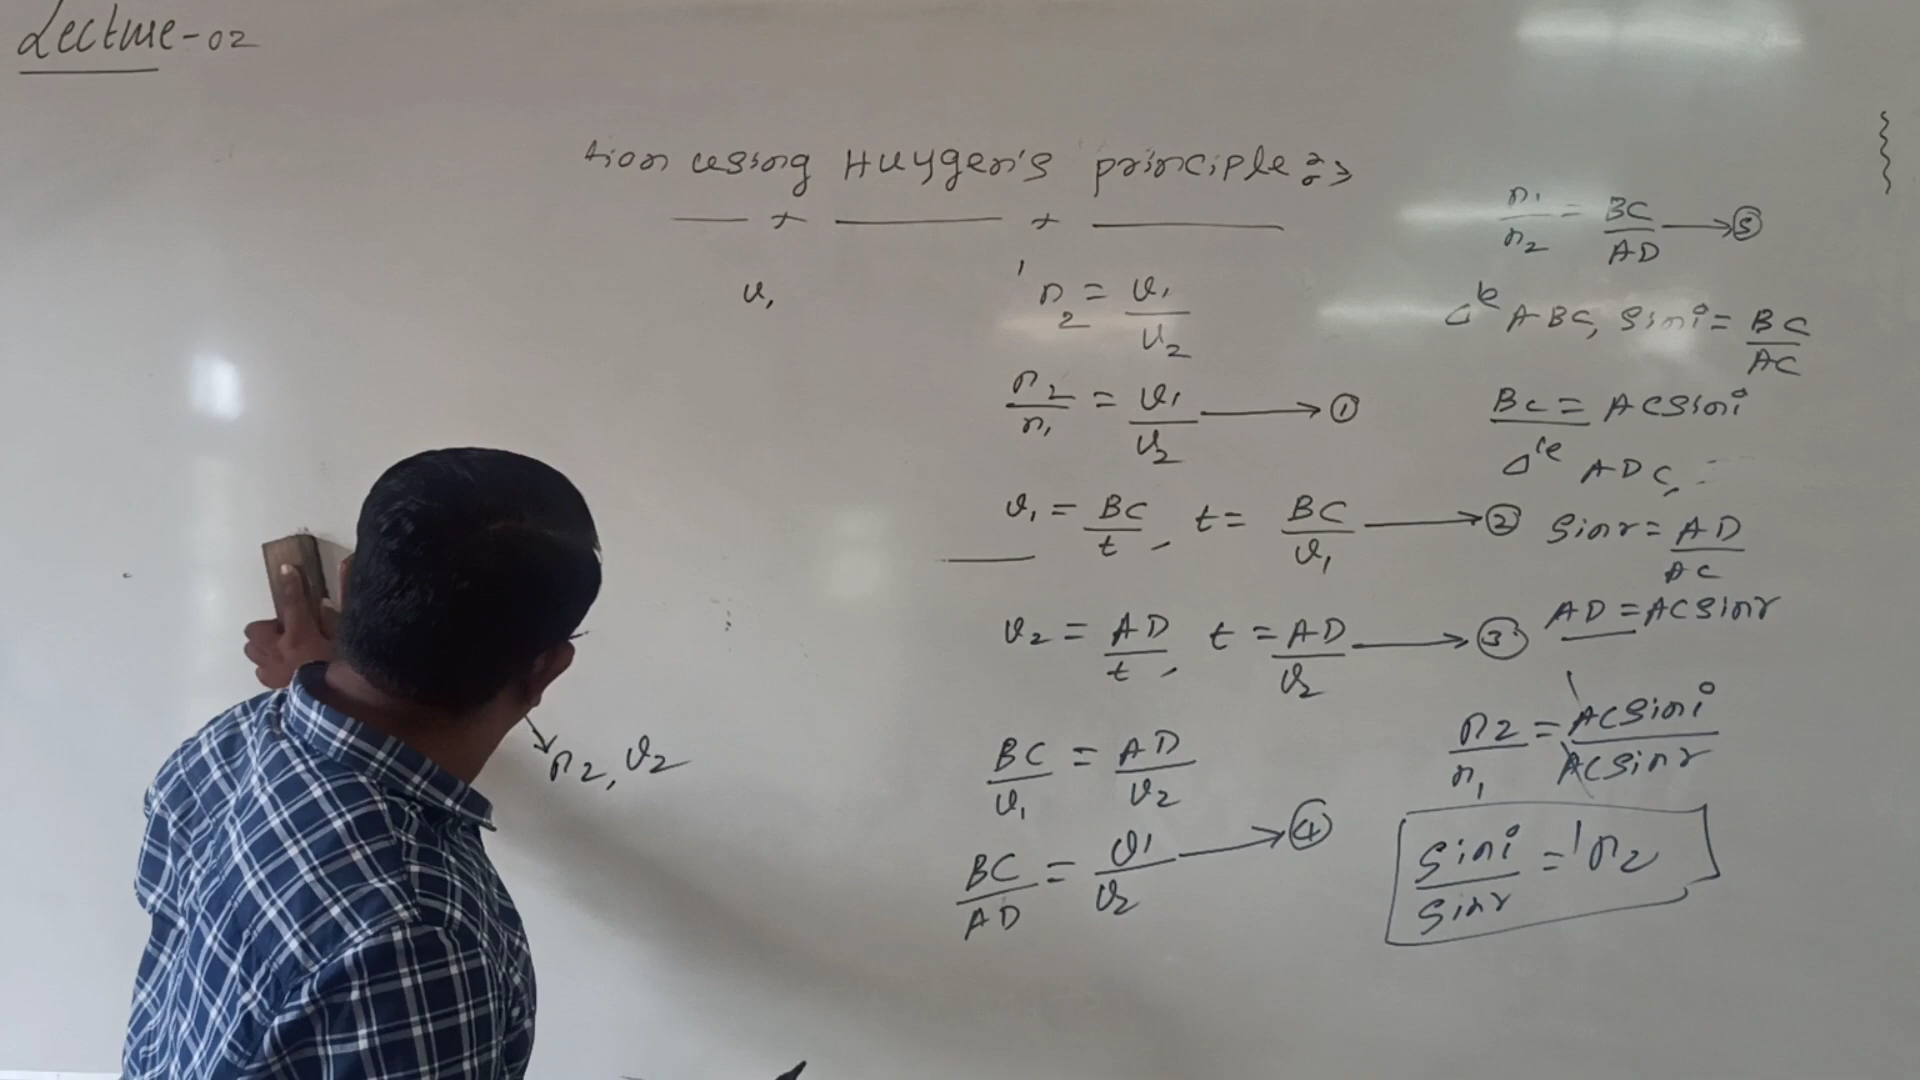 Lecture-02
tion using Huygen's principle :->
v₁
¹n₂ = v₁/v₂
n₂/n₁ = v₁/v₂ → ①
v₁ = BC/t, t = BC/v₁ → ②
v₂ = AD/t, t = AD/v₂ → ③
n₂, v₂
BC/v₁ = AD/v₂
BC/AD = v₁/v₂ → ④
n₁/n₂ = BC/AD → ⑤
Δle ABC, Sin i = BC/AC
BC = AC Sin i
Δle ADC,
Sin r = AD/AC
AD = AC Sin r
n₂/n₁ = AC Sin i/AC Sin r
Sin i/Sin r = ¹n₂